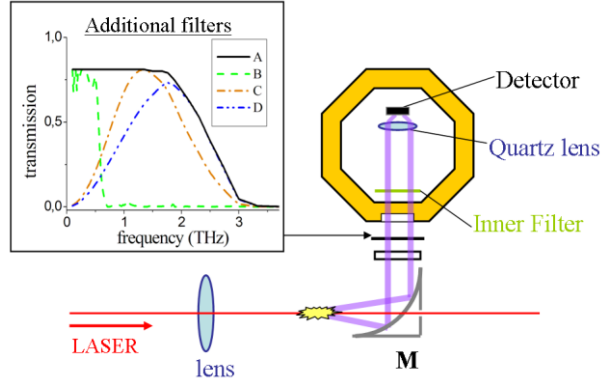 Additional filters
1,0
0,5
0,0
transmission
A
B
C
D
0
1
2
3
frequency (THz)
Detector
Quartz lens
Inner Filter
LASER
lens
M